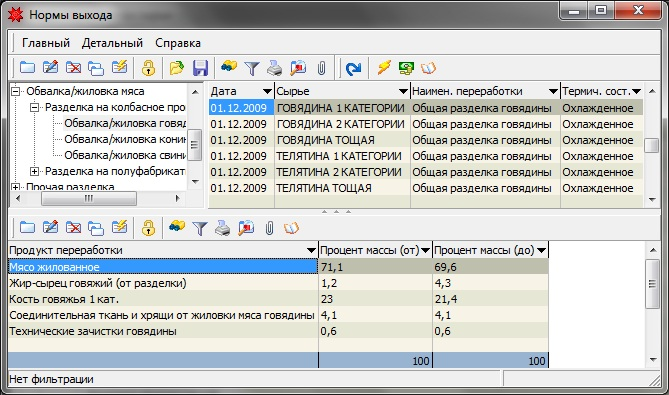 Нормы выхода
Главный Детальный Справка
Обвалка/жиловка мяса
Разделка на колбасное про
Обвалка/жиловка говяд
Обвалка/жиловка кони
Обвалка/жиловка свини
Разделка на полуфабрикат
Прочая разделка
Дата Сырье Наимен. переработки Термич. сост.
01.12.2009 ГОВЯДИНА 1 КАТЕГОРИИ Общая разделка говядины Охлажденное
01.12.2009 ГОВЯДИНА 2 КАТЕГОРИИ Общая разделка говядины Охлажденное
01.12.2009 ГОВЯДИНА ТОЩАЯ Общая разделка говядины Охлажденное
01.12.2009 ТЕЛЯТИНА 1 КАТЕГОРИИ Общая разделка говядины Охлажденное
01.12.2009 ТЕЛЯТИНА 2 КАТЕГОРИИ Общая разделка говядины Охлажденное
01.12.2009 ТЕЛЯТИНА ТОЩАЯ Общая разделка говядины Охлажденное
Продукт переработки Процент массы (от) Процент массы (до)
Мясо жилованное 71,1 69,6
Жир-сырец говяжий (от разделки) 1,2 4,3
Кость говяжья 1 кат. 23 21,4
Соединительная ткань и хрящи от жиловки мяса говядины 4,1 4,1
Технические зачистки говядины 0,6 0,6
100 100
Нет фильтрации